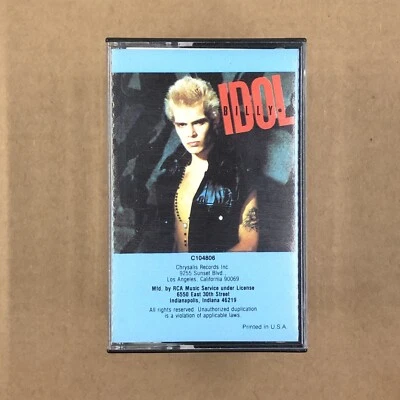 BILLY
IDOL
C104806
Chrysalis Records Inc.
9255 Sunset Blvd.,
Los Angeles, California 90069
Mfd. by RCA Music Service under License
6550 East 30th Street
Indianapolis, Indiana 46219
All rights reserved. Unauthorized duplication
is a violation of applicable laws.
Printed in U.S.A.